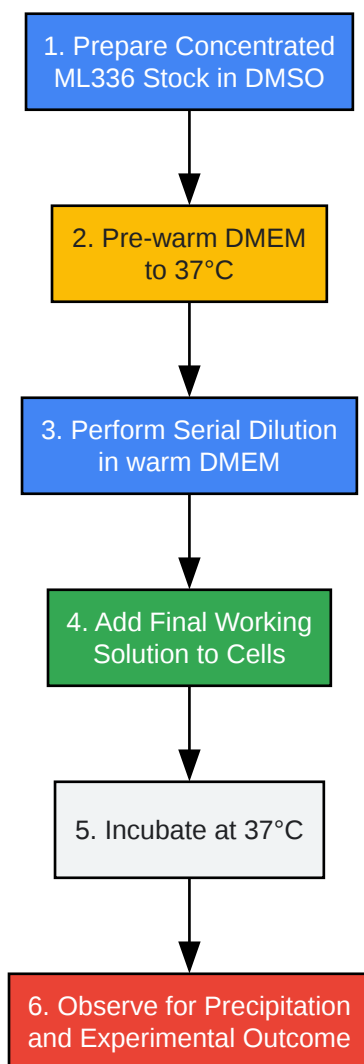 1. Prepare Concentrated
ML336 Stock in DMSO
2. Pre-warm DMEM
to 37°C
3. Perform Serial Dilution
in warm DMEM
4. Add Final Working
Solution to Cells
5. Incubate at 37°C
6. Observe for Precipitation
and Experimental Outcome